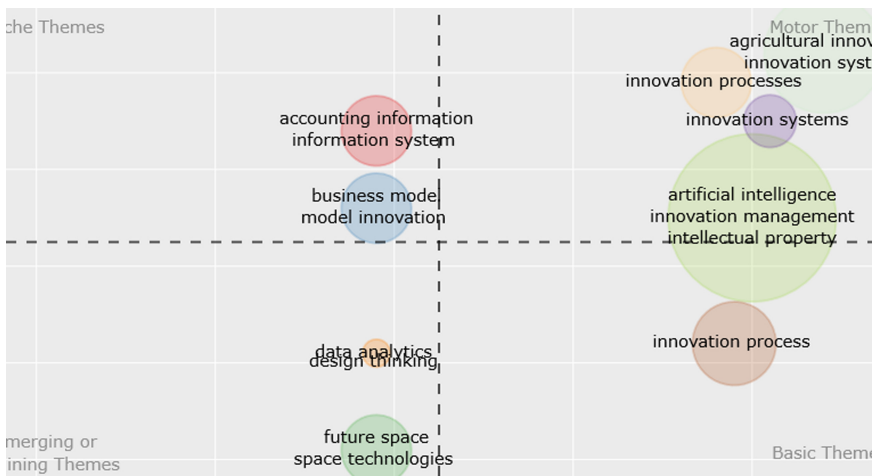 che Themes
Motor Them
agricultural innov
innovation syst
innovation processes
accounting information
information system
innovation systems
business model
model innovation
artificial intelligence
innovation management
intellectual property
data analytics
design thinking
innovation process
future space
space technologies
merging or
ining Themes
Basic Theme